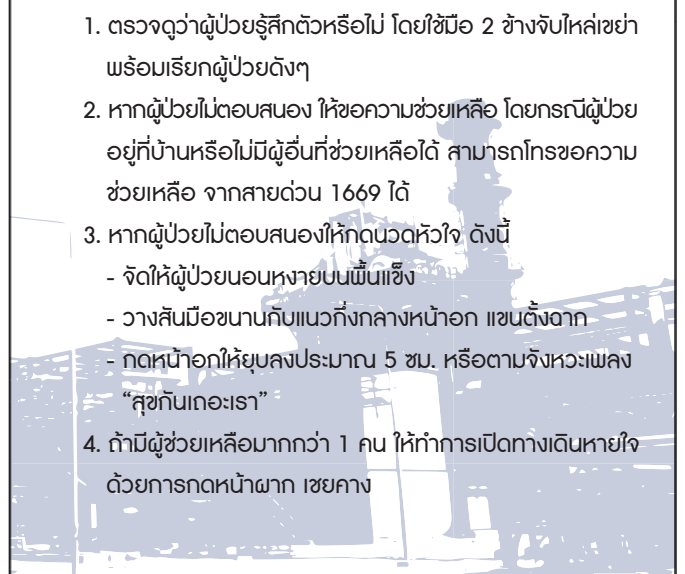 1. ตรวจดูว่าผู้ป่วยรู้สึกตัวหรือไม่ โดยใช้มือ 2 ข้างจับไหล่เขย่า
พร้อมเรียกผู้ป่วยดังๆ
2. หากผู้ป่วยไม่ตอบสนอง ให้ขอความช่วยเหลือ โดยกรณีผู้ป่วย
อยู่ที่บ้านหรือไม่มีผู้อื่นที่ช่วยเหลือได้ สามารถโทรขอความ
ช่วยเหลือ จากสายด่วน 1669 ได้
3. หากผู้ป่วยไม่ตอบสนองให้กดนวดหัวใจ ดังนี้
- จัดให้ผู้ป่วยนอนหงายบนพื้นแข็ง
- วางสันมือขนานกับแนวกึ่งกลางหน้าอก แขนตั้งฉาก
- กดหน้าอกให้ยุบลงประมาณ 5 ซม. หรือตามจังหวะเพลง
“สุขกันเถอะเรา”
4. ถ้ามีผู้ช่วยเหลือมากกว่า 1 คน ให้ทำการเปิดทางเดินหายใจ
ด้วยการกดหน้าผาก เชยคาง